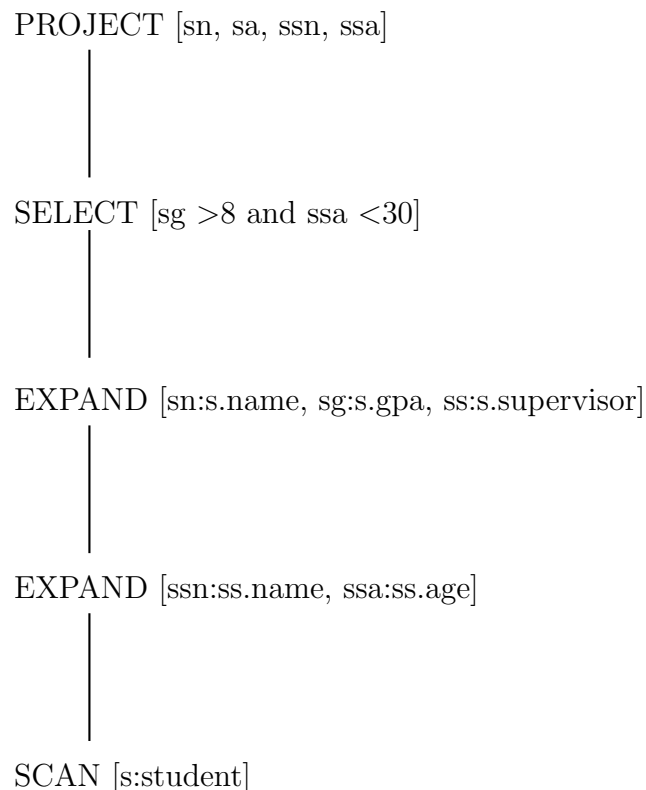 PROJECT [sn, sa, ssn, ssa]
SELECT [sg >8 and ssa <30]
EXPAND [sn:s.name, sg:s.gpa, ss:s.supervisor]
EXPAND [ssn:ss.name, ssa:ss.age]
SCAN [s:student]